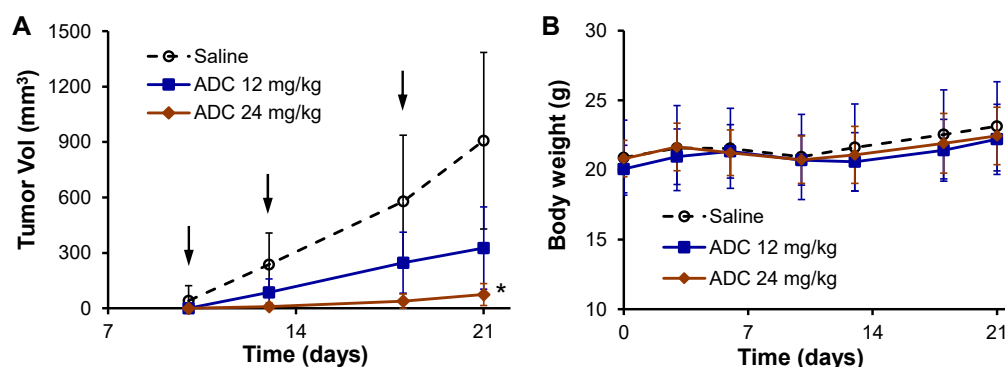 A
Tumor Vol (mm³)
1500
1200
900
600
300
0
Saline
ADC 12 mg/kg
ADC 24 mg/kg
*
7
14
21
Time (days)
B
Body weight (g)
30
25
20
15
10
Saline
ADC 12 mg/kg
ADC 24 mg/kg
0
7
14
21
Time (days)